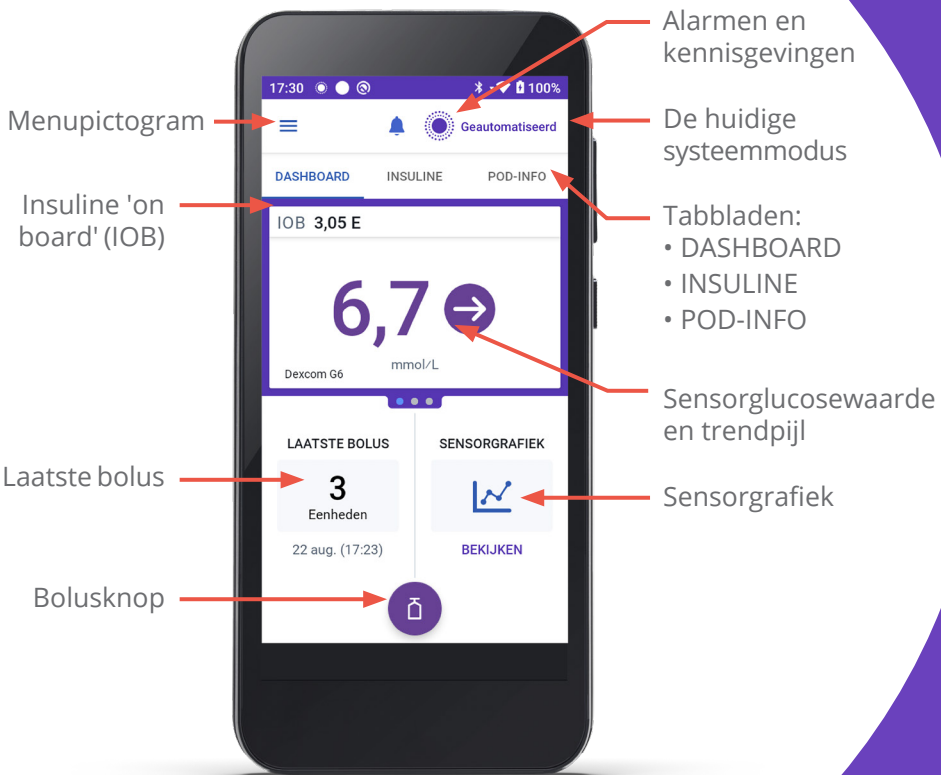 Alarmen en
kennisgevingen
17:30
100%
Menupictogram
Geautomatiseerd
De huidige
systeemmodus
DASHBOARD
INSULINE
POD-INFO
Insuline 'on
board' (IOB)
IOB 3,05 E
Tabbladen:
• DASHBOARD
• INSULINE
• POD-INFO
6,7
mmol/L
Dexcom G6
Sensorglucosewaarde
en trendpijl
LAATSTE BOLUS
SENSORGRAFIEK
Laatste bolus
3
Eenheden
Sensorgrafiek
22 aug. (17:23)
BEKIJKEN
Bolusknop